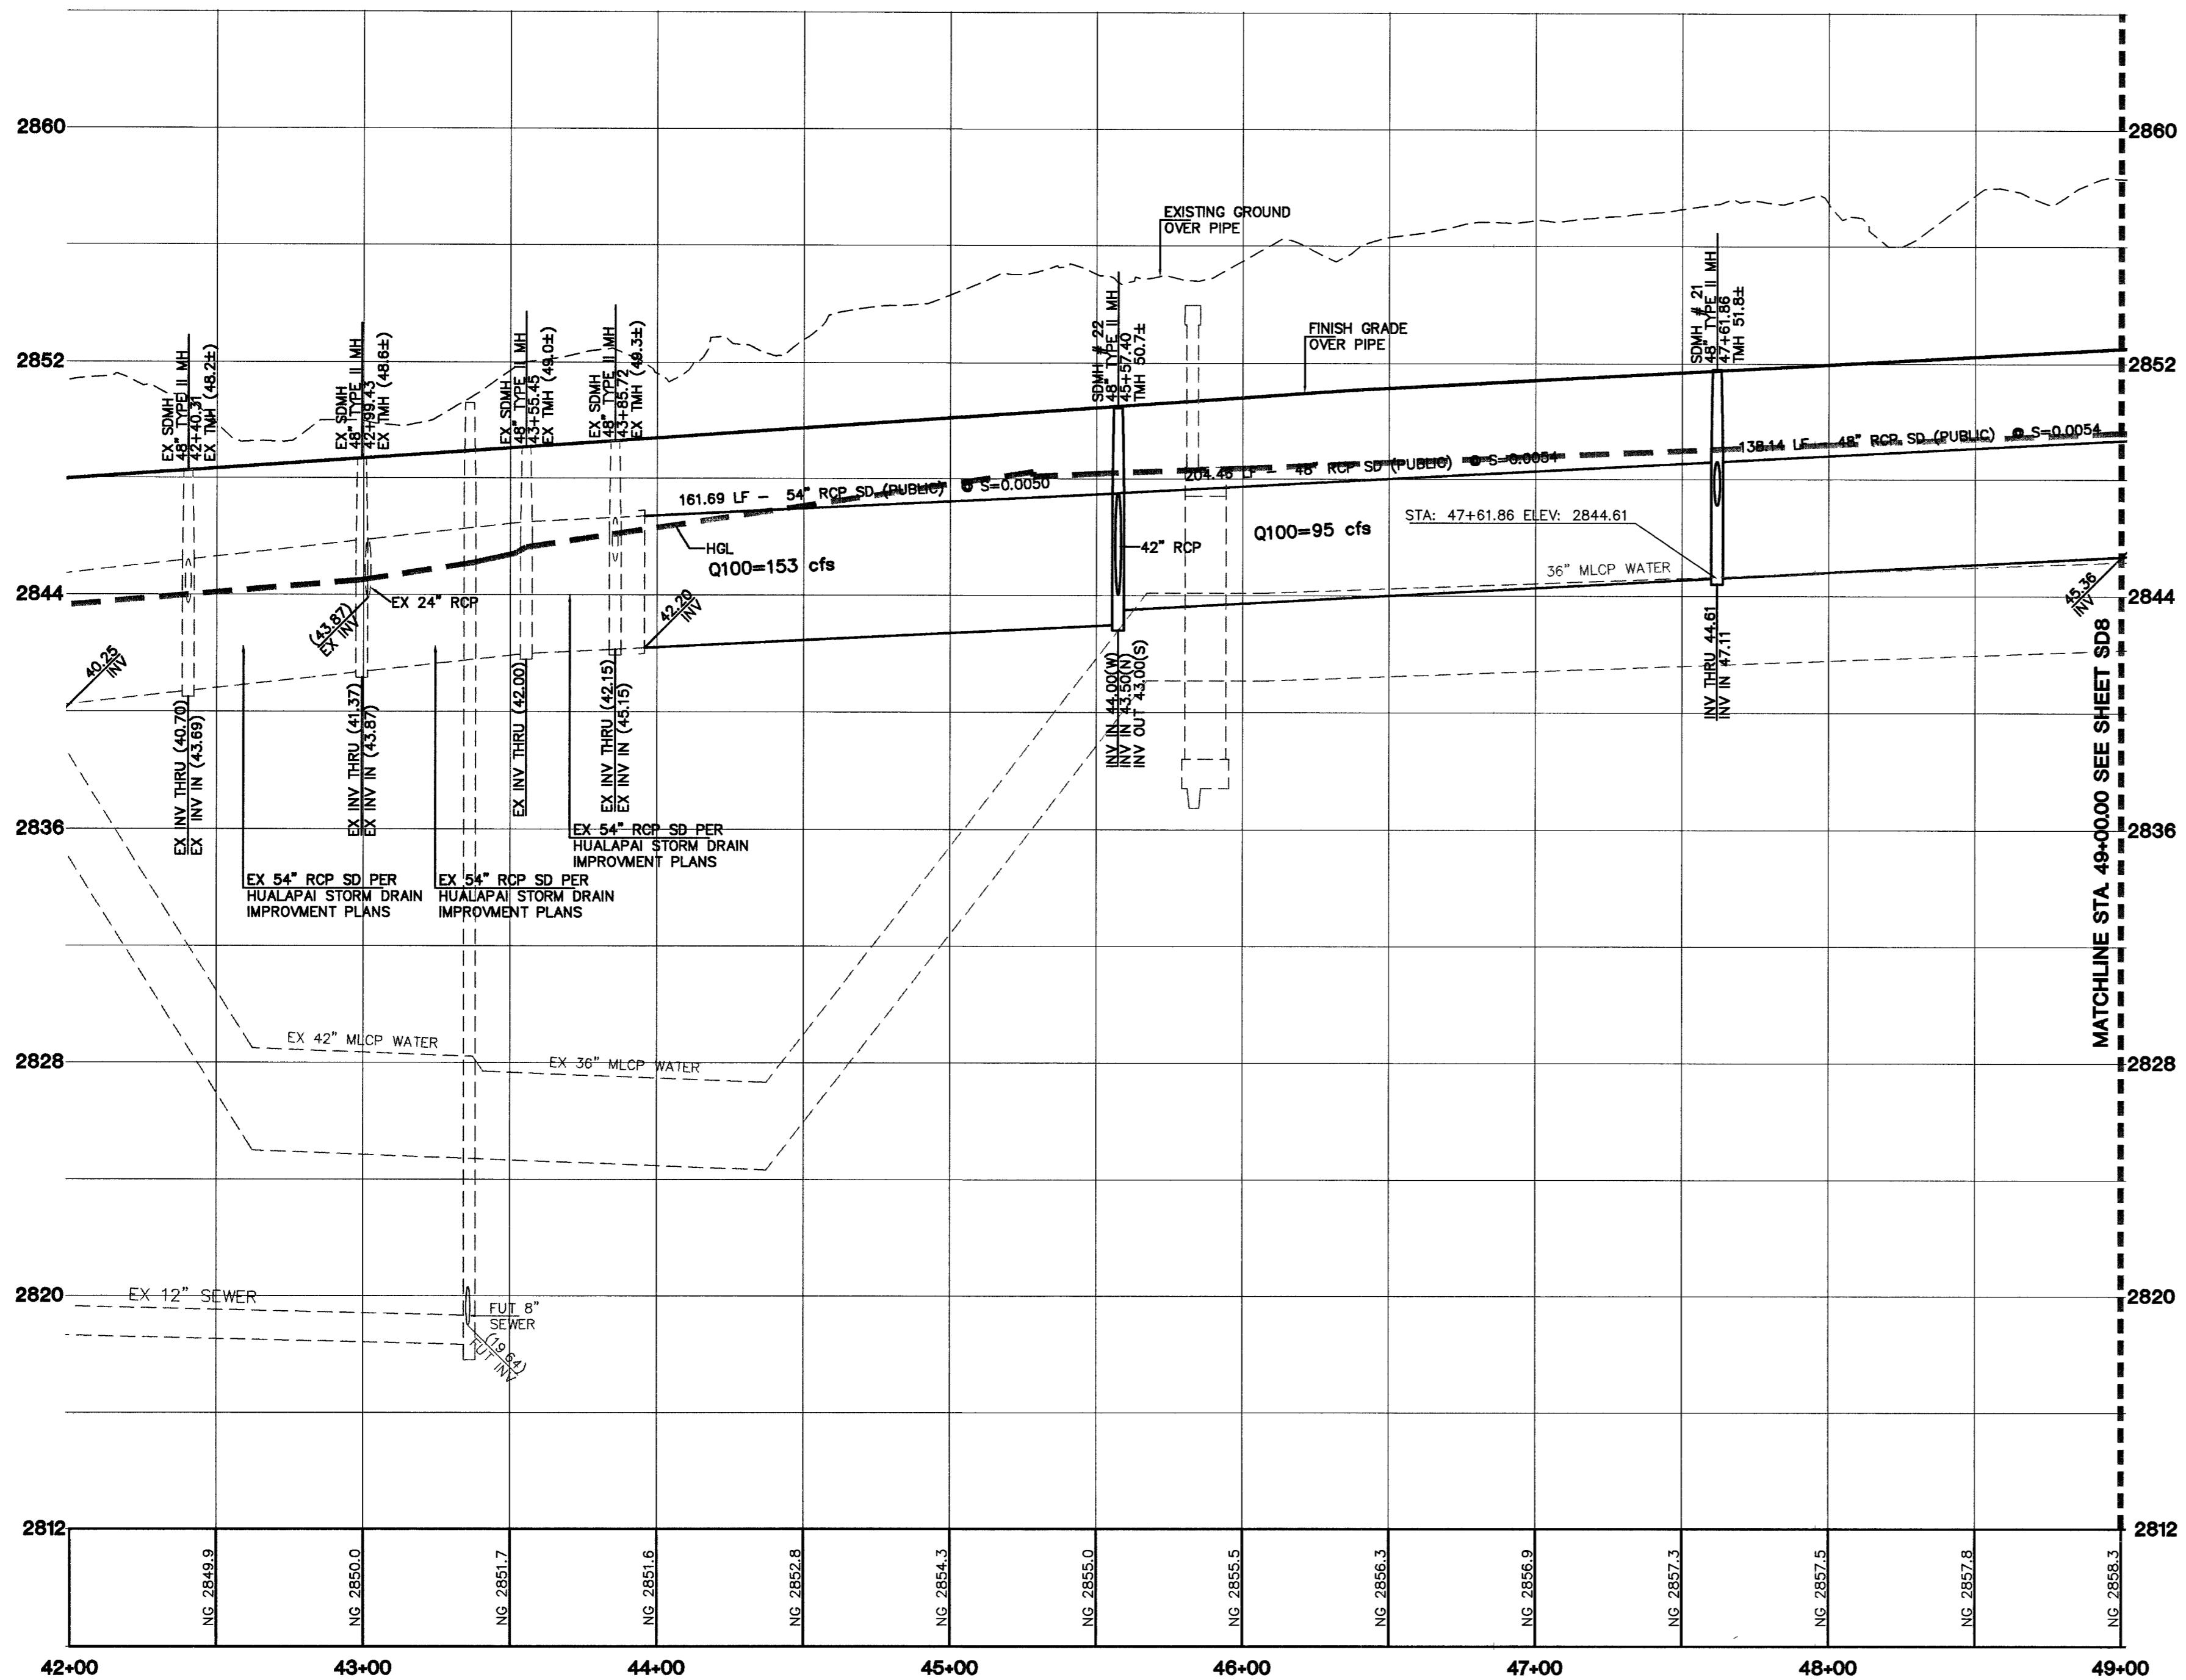 2860
2860
EXISTING GROUND
OVER PIPE
FINISH GRADE
OVER PIPE
2852
2852
EX SDMH
48" TYPE II MH
42+40.31
EX TMH (48.2±)
EX SDMH
48" TYPE II MH
42+99.43
EX TMH (48.6±)
EX SDMH
48" TYPE II MH
43+55.45
EX TMH (49.0±)
EX SDMH
48" TYPE II MH
43+85.72
EX TMH (49.3±)
SDMH # 22
48" TYPE II MH
45+57.40
TMH 50.7±
SDMH # 21
48" TYPE II MH
47+61.86
TMH 51.8±
161.69 LF - 54" RCP SD (PUBLIC) @ S=0.0050
204.46 LF - 48" RCP SD (PUBLIC) @ S=0.0054
138.14 LF - 48" RCP SD (PUBLIC) @ S=0.0054
STA: 47+61.86 ELEV: 2844.61
HGL
Q100=153 cfs
42" RCP
Q100=95 cfs
36" MLCP WATER
2844
2844
EX 24" RCP
(43.87)
EX INV
42.20
INV
45.36
INV
40.25
INV
EX INV THRU (40.70)
EX INV IN (43.69)
EX INV THRU (41.37)
EX INV IN (43.87)
EX INV THRU (42.00)
EX INV THRU (42.15)
EX INV IN (45.15)
INV IN 44.00(W)
INV IN 43.50(N)
INV OUT 43.00(S)
INV THRU 44.61
INV IN 47.11
MATCHLINE STA 49+00.00 SEE SHEET SD8
2836
2836
EX 54" RCP SD PER
HUALAPAI STORM DRAIN
IMPROVMENT PLANS
EX 54" RCP SD PER
HUALAPAI STORM DRAIN
IMPROVMENT PLANS
EX 54" RCP SD PER
HUALAPAI STORM DRAIN
IMPROVMENT PLANS
EX 42" MLCP WATER
EX 36" MLCP WATER
2828
2828
2820
2820
EX 12" SEWER
FUT 8"
SEWER
(19.64)
FUT INV
2812
2812
NG 2849.9
NG 2850.0
NG 2851.7
NG 2851.6
NG 2852.8
NG 2854.3
NG 2855.0
NG 2855.5
NG 2856.3
NG 2856.9
NG 2857.3
NG 2857.5
NG 2857.8
NG 2858.3
42+00
43+00
44+00
45+00
46+00
47+00
48+00
49+00